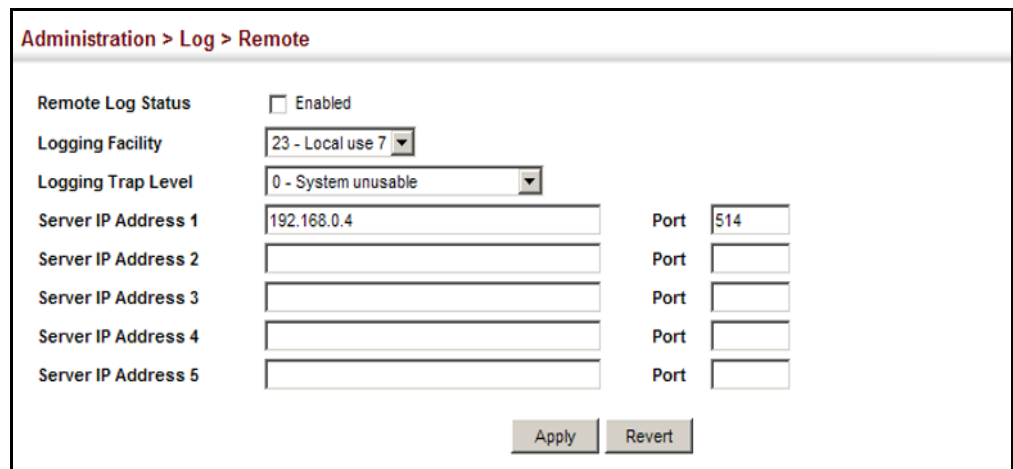 Administration > Log > Remote
Remote Log Status Enabled
Logging Facility 23 - Local use 7
Logging Trap Level 0 - System unusable
Server IP Address 1 192.168.0.4 Port 514
Server IP Address 2 Port
Server IP Address 3 Port
Server IP Address 4 Port
Server IP Address 5 Port
Apply Revert